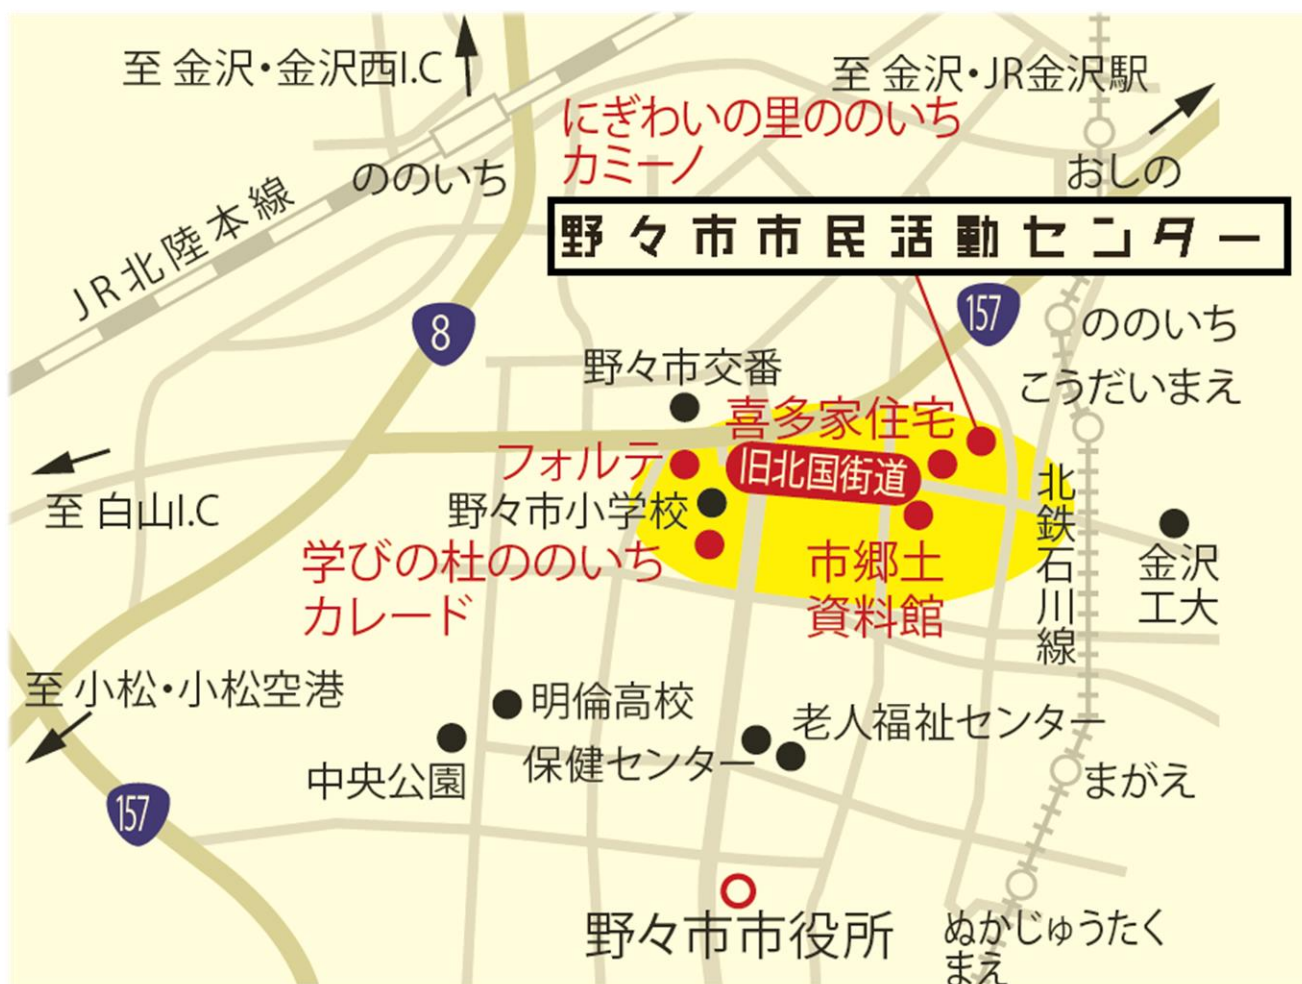 至 金沢・金沢西I.C
至 金沢・JR金沢駅
にぎわいの里ののいち
カミーノ
ののいち
おしの
JR北陸本線
野々市市民活動センター
8
157
ののいち
こうだいまえ
野々市交番
喜多家住宅
フォルテ
旧北国街道
至 白山I.C
野々市小学校
北鉄石川線
学びの杜ののいち
カレード
市郷土
資料館
金沢
工大
至 小松・小松空港
明倫高校
老人福祉センター
保健センター
中央公園
まがえ
157
野々市市役所
ぬかじゅうたく
まえ